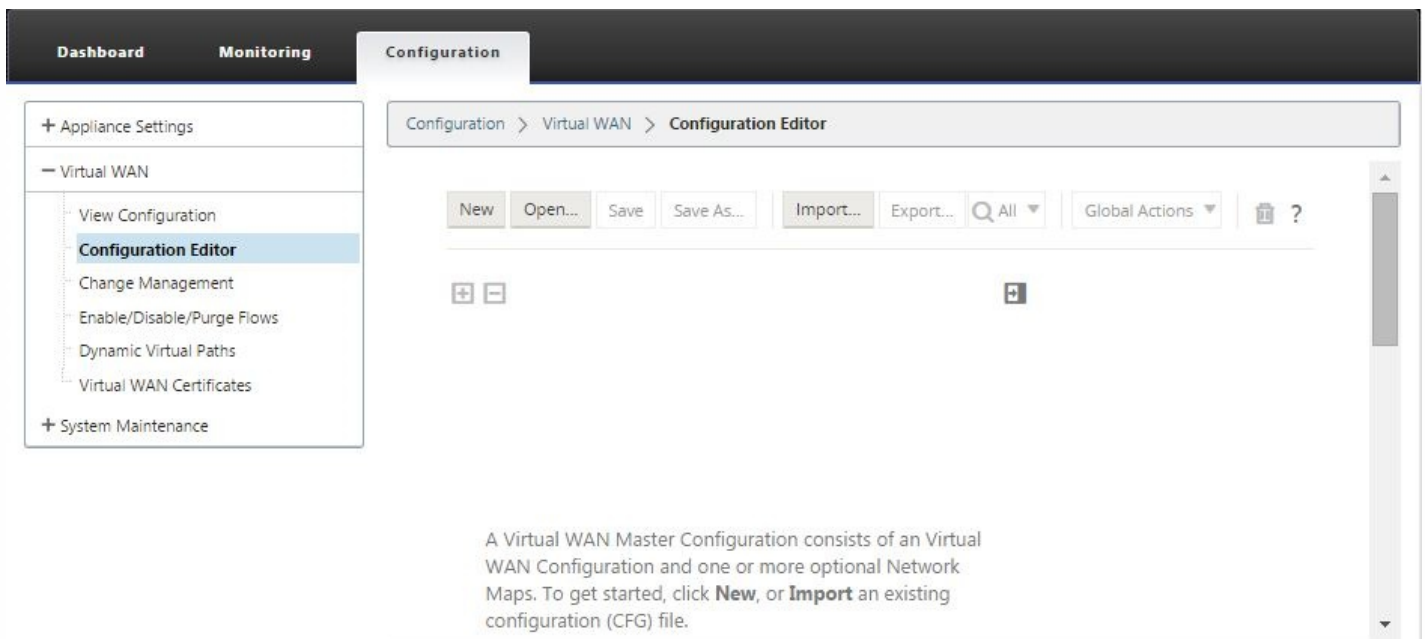 Dashboard Monitoring Configuration
+ Appliance Settings
− Virtual WAN
View Configuration
Configuration Editor
Change Management
Enable/Disable/Purge Flows
Dynamic Virtual Paths
Virtual WAN Certificates
+ System Maintenance
Configuration > Virtual WAN > Configuration Editor
New Open... Save Save As... Import... Export... All Global Actions ?
A Virtual WAN Master Configuration consists of an Virtual
WAN Configuration and one or more optional Network
Maps. To get started, click New, or Import an existing
configuration (CFG) file.